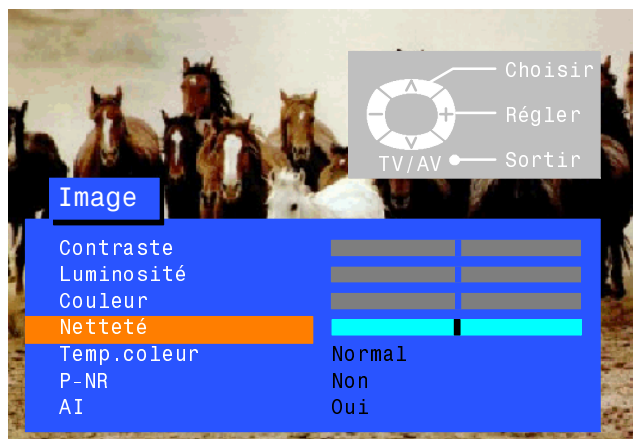 Choisir
Régler
TV/AV Sortir
Image
Contraste
Luminosité
Couleur
Netteté
Temp.coleur Normal
P-NR Non
AI Oui